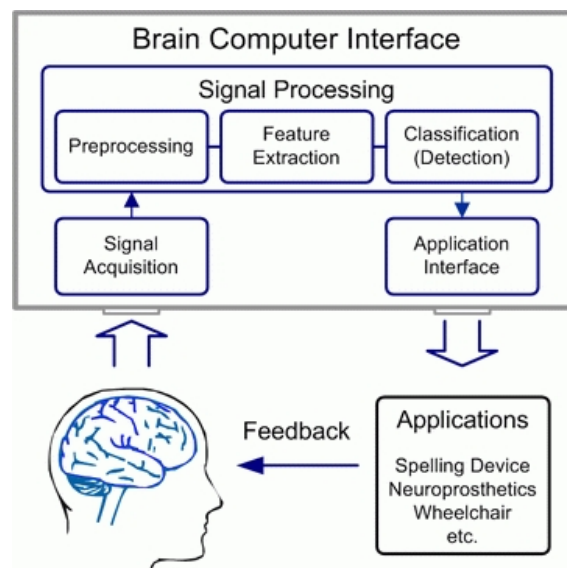 Brain Computer Interface
Signal Processing
Preprocessing
Feature
Extraction
Classification
(Detection)
Signal
Acquisition
Application
Interface
Feedback
Applications
Spelling Device
Neuroprosthetics
Wheelchair
etc.